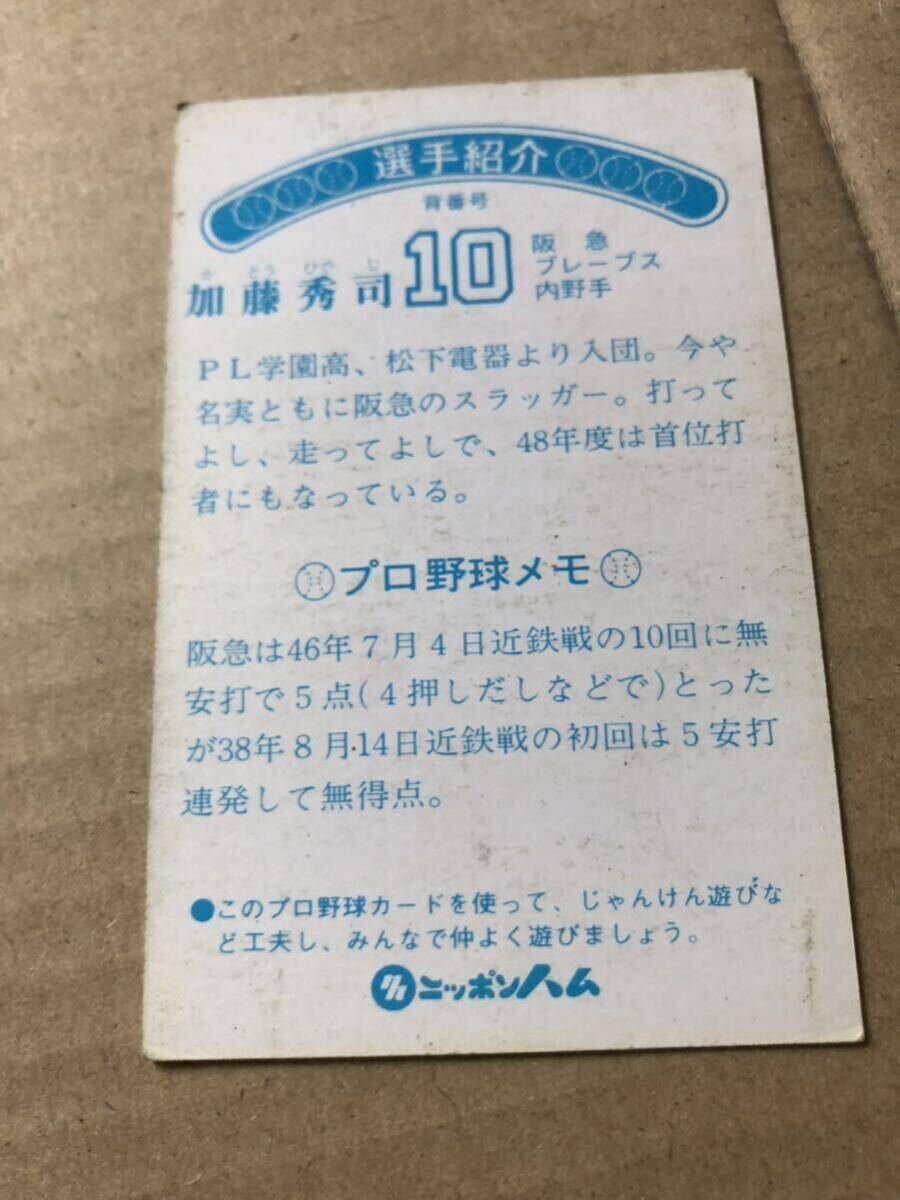 選手紹介
背番号
か とう ひで じ
加藤秀司 10
阪急
ブレーブス
内野手
ＰＬ学園高、松下電器より入団。今や
名実ともに阪急のスラッガー。打って
よし、走ってよしで、48年度は首位打
者にもなっている。
プロ野球メモ
阪急は46年７月４日近鉄戦の10回に無
安打で５点(４押しだしなどで)とった
が38年８月14日近鉄戦の初回は５安打
連発して無得点。
●このプロ野球カードを使って、じゃんけん遊びな
ど工夫し、みんなで仲よく遊びましょう。
ニッポンハム